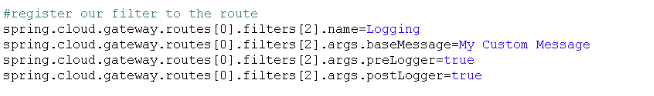 #register our filter to the route
spring.cloud.gateway.routes[0].filters[2].name=Logging
spring.cloud.gateway.routes[0].filters[2].args.baseMessage=My Custom Message
spring.cloud.gateway.routes[0].filters[2].args.preLogger=true
spring.cloud.gateway.routes[0].filters[2].args.postLogger=true